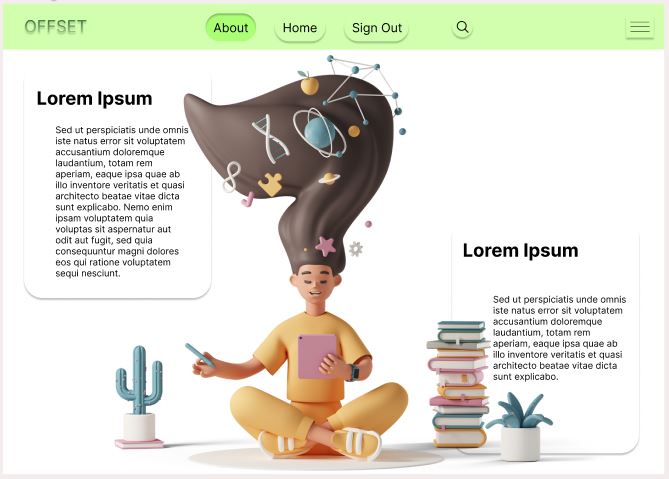 OFFSET
About
Home
Sign Out
Lorem Ipsum
Sed ut perspiciatis unde omnis
iste natus error sit voluptatem
accusantium doloremque
laudantium, totam rem
aperiam, eaque ipsa quae ab
illo inventore veritatis et quasi
architecto beatae vitae dicta
sunt explicabo. Nemo enim
ipsam voluptatem quia
voluptas sit aspernatur aut
odit aut fugit, sed quia
consequuntur magni dolores
eos qui ratione voluptatem
sequi nesciunt.
Lorem Ipsum
Sed ut perspiciatis unde omnis
iste natus error sit voluptatem
accusantium doloremque
laudantium, totam rem
aperiam, eaque ipsa quae ab
illo inventore veritatis et quasi
architecto beatae vitae dicta
sunt explicabo.